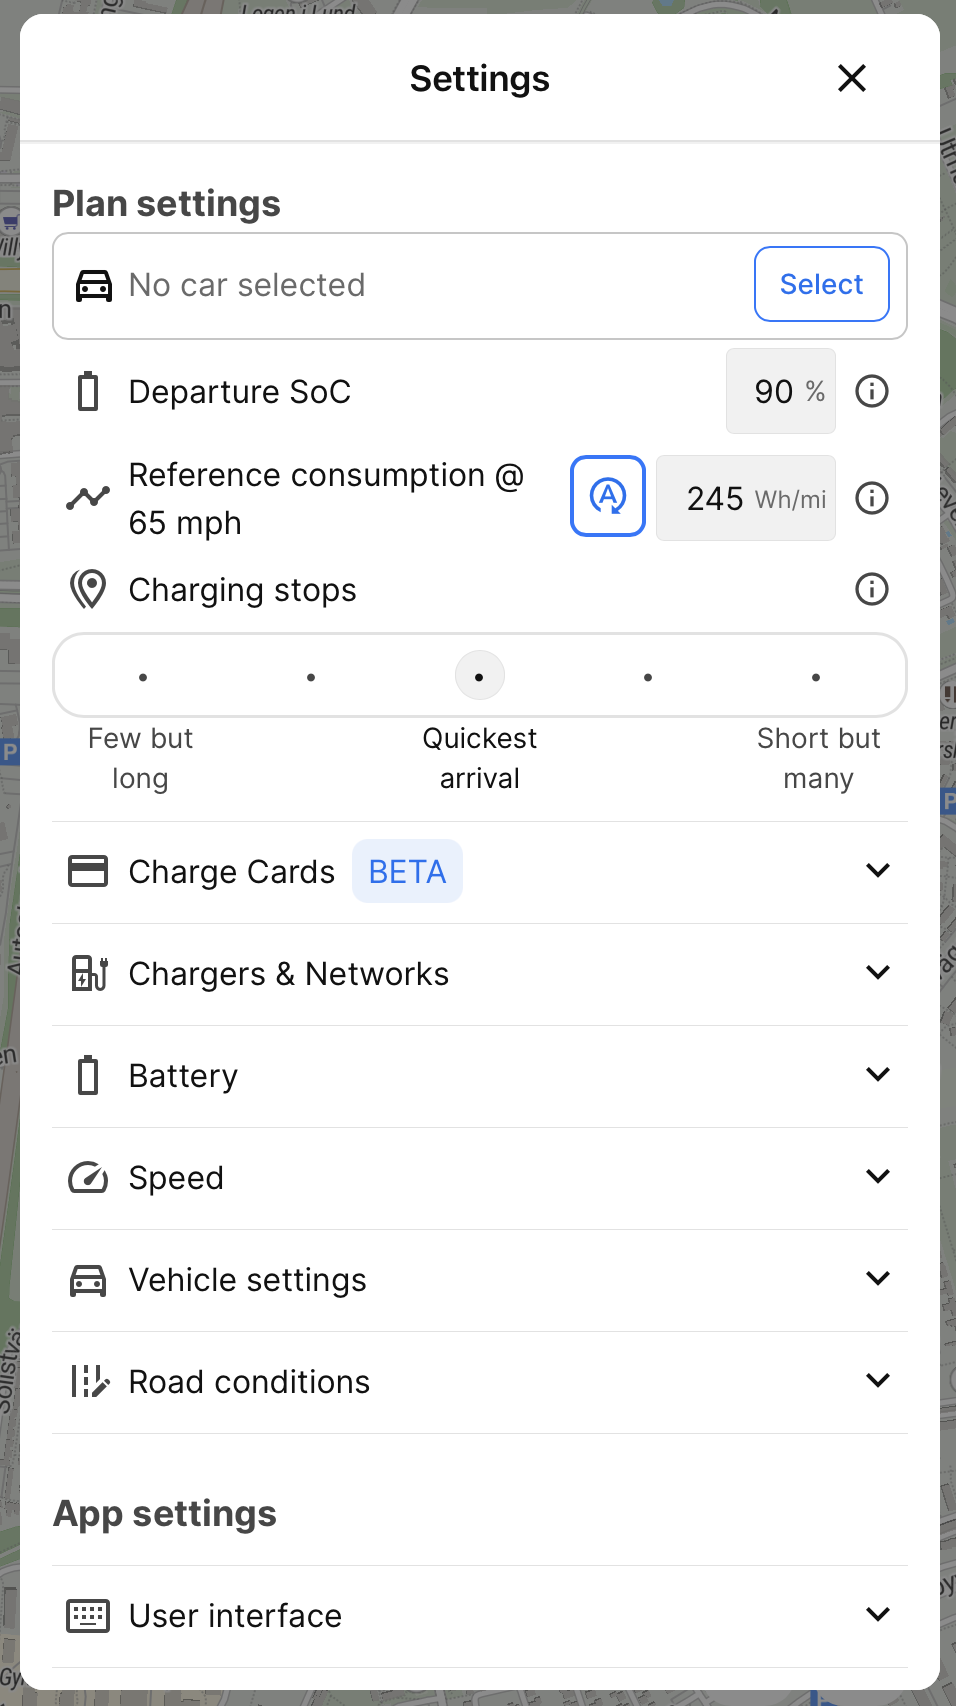 Settings
Plan settings
No car selected
Select
Departure SoC
90 %
Reference consumption @
65 mph
245 Wh/mi
Charging stops
Few but
long
Quickest
arrival
Short but
many
Charge Cards BETA
Chargers & Networks
Battery
Speed
Vehicle settings
Road conditions
App settings
User interface
P
P